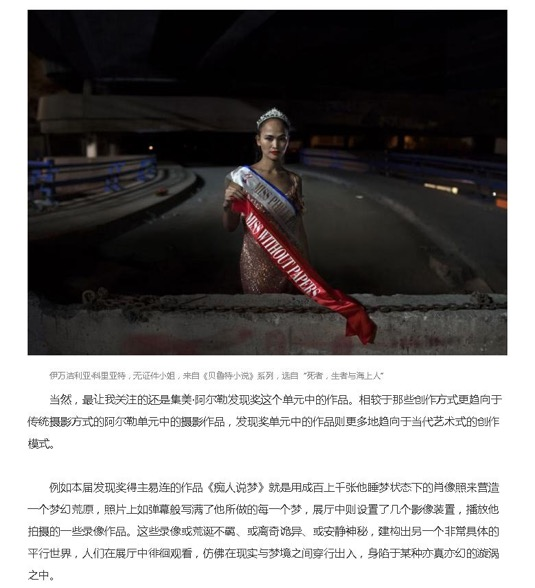 MISS
MISS WITHOUT PAPERS
伊万洁利亚·科里亚特，无证件小姐，来自《贝鲁特小说》系列，选自“死者，生者与海上人”
当然，最让我关注的还是集美·阿尔勒发现奖这个单元中的作品。相较于那些创作方式更趋向于
传统摄影方式的阿尔勒单元中的摄影作品，发现奖单元中的作品则更多地趋向于当代艺术式的创作
模式。
例如本届发现奖得主易连的作品《痴人说梦》就是用成百上千张他睡梦状态下的肖像照来营造
一个梦幻荒原，照片上如弹幕般写满了他所做的每一个梦，展厅中则设置了几个影像装置，播放他
拍摄的一些录像作品。这些录像或荒诞不羁、或离奇诡异、或安静神秘，建构出另一个非常具体的
平行世界，人们在展厅中徘徊观看，仿佛在现实与梦境之间穿行出入，身陷于某种亦真亦幻的旋涡
之中。